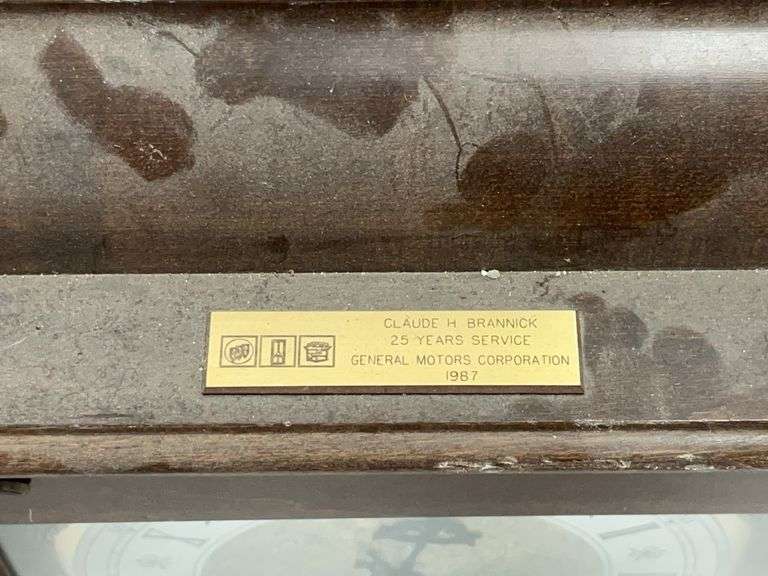 CLAUDE H. BRANNICK
25 YEARS SERVICE
GENERAL MOTORS CORPORATION
1987